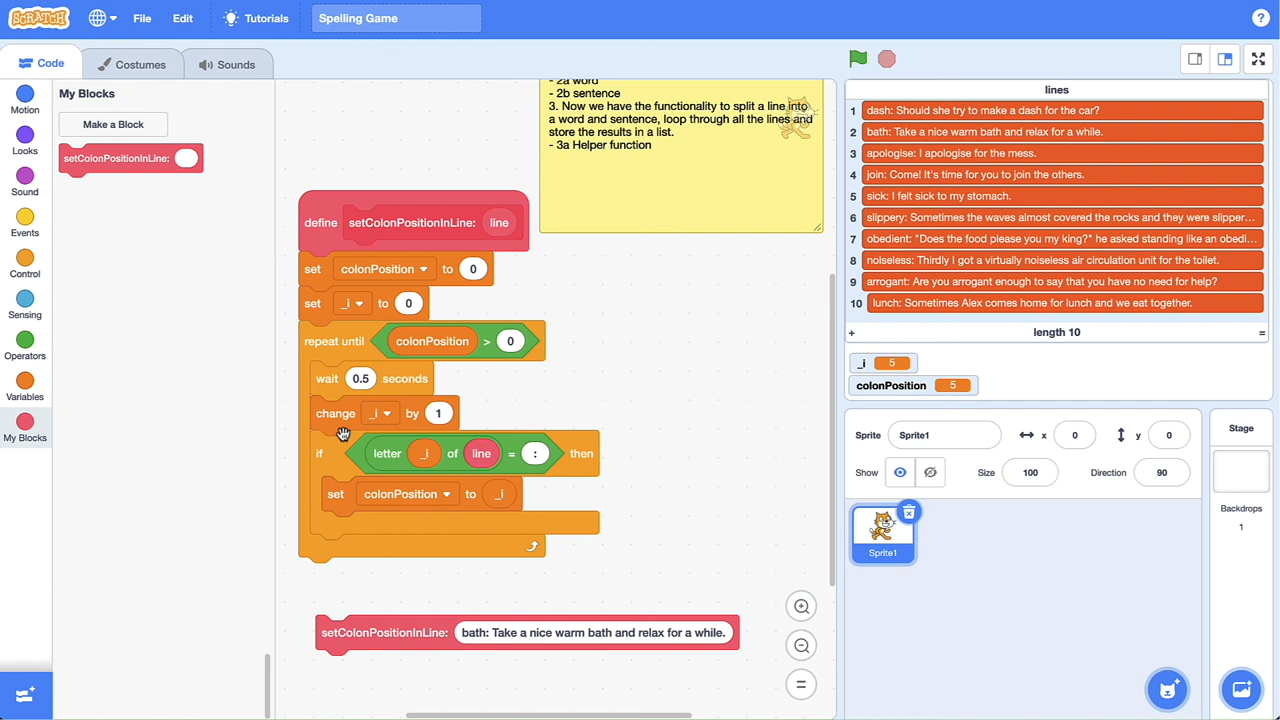 SCRATCH File Edit Tutorials Spelling Game ?
Code Costumes Sounds
Motion
Looks
Sound
Events
Control
Sensing
Operators
Variables
My Blocks
My Blocks
Make a Block
setColonPositionInLine:
- 2a word
- 2b sentence
3. Now we have the functionality to split a line into
a word and sentence, loop through all the lines and
store the results in a list.
- 3a Helper function
define setColonPositionInLine: line
set colonPosition to 0
set _i to 0
repeat until colonPosition > 0
wait 0.5 seconds
change _i by 1
if letter _i of line = : then
set colonPosition to _i
setColonPositionInLine: bath: Take a nice warm bath and relax for a while.
lines
1 dash: Should she try to make a dash for the car?
2 bath: Take a nice warm bath and relax for a while.
3 apologise: I apologise for the mess.
4 join: Come! It's time for you to join the others.
5 sick: I felt sick to my stomach.
6 slippery: Sometimes the waves almost covered the rocks and they were slipper...
7 obedient: "Does the food please you my king?" he asked standing like an obedi...
8 noiseless: Thirdly I got a virtually noiseless air circulation unit for the toilet.
9 arrogant: Are you arrogant enough to say that you have no need for help?
10 lunch: Sometimes Alex comes home for lunch and we eat together.
+ length 10 =
_i 5
colonPosition 5
Sprite Sprite1 x 0 y 0
Show Size 100 Direction 90
Sprite1
Stage
Backdrops
1